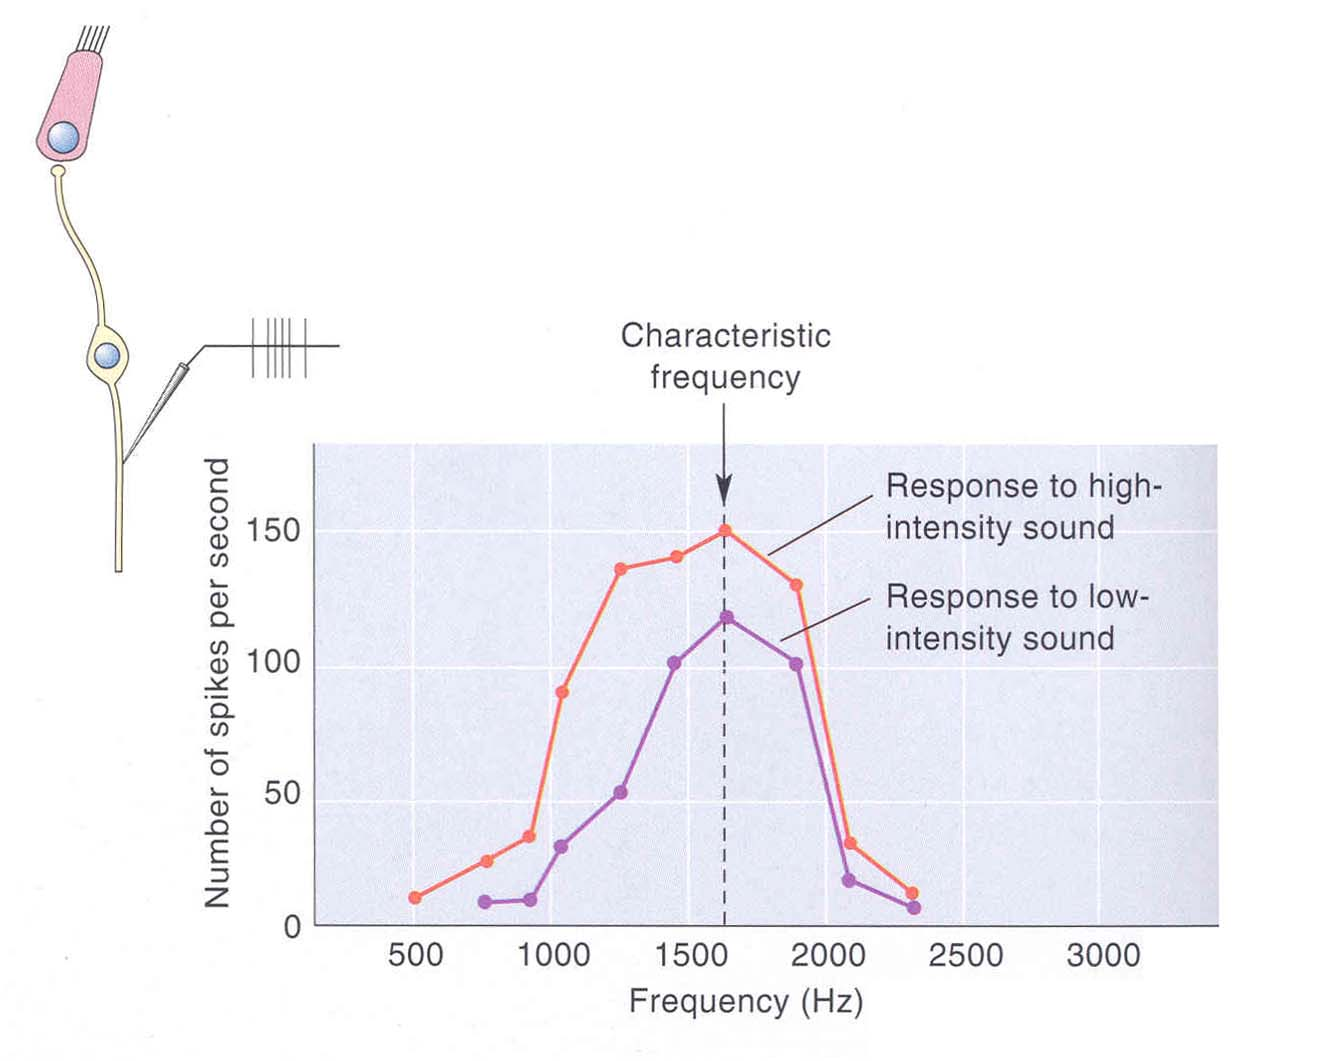 Characteristic
frequency
Response to high-
intensity sound
Response to low-
intensity sound
Number of spikes per second
150
100
50
0
500 1000 1500 2000 2500 3000
Frequency (Hz)